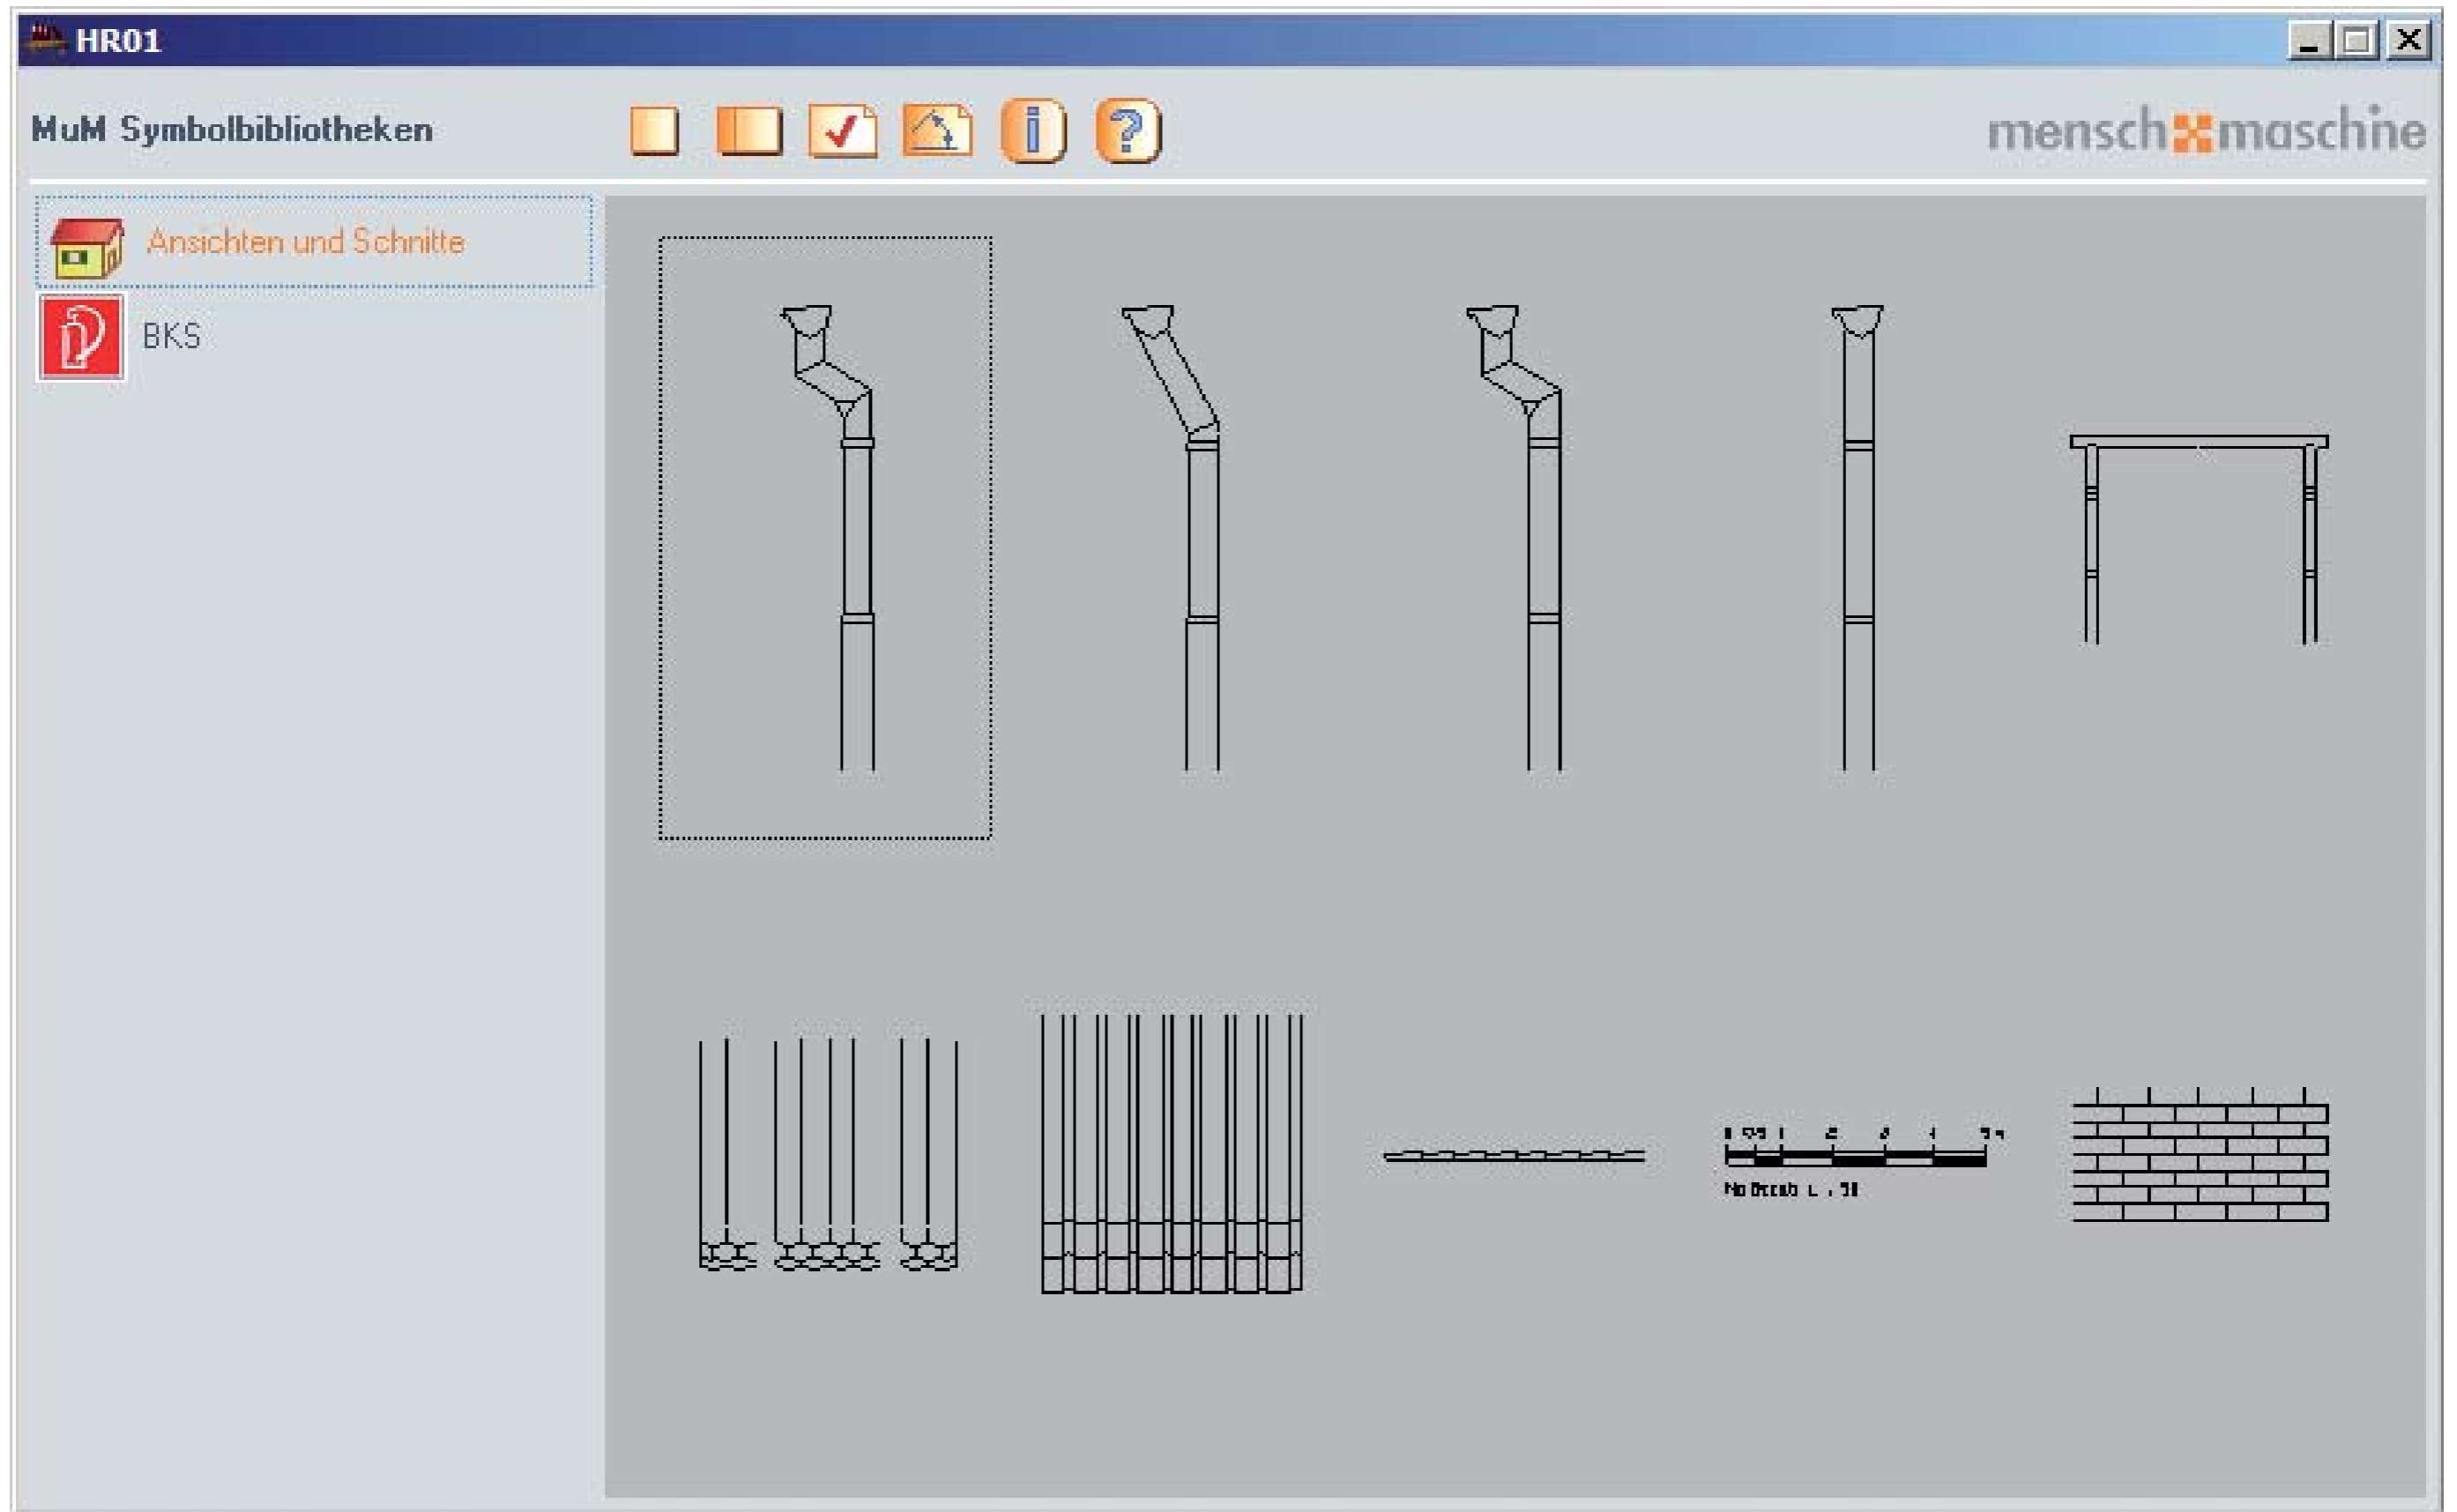 HR01
MuM Symbolbibliotheken
mensch maschine
Ansichten und Schnitte
BKS